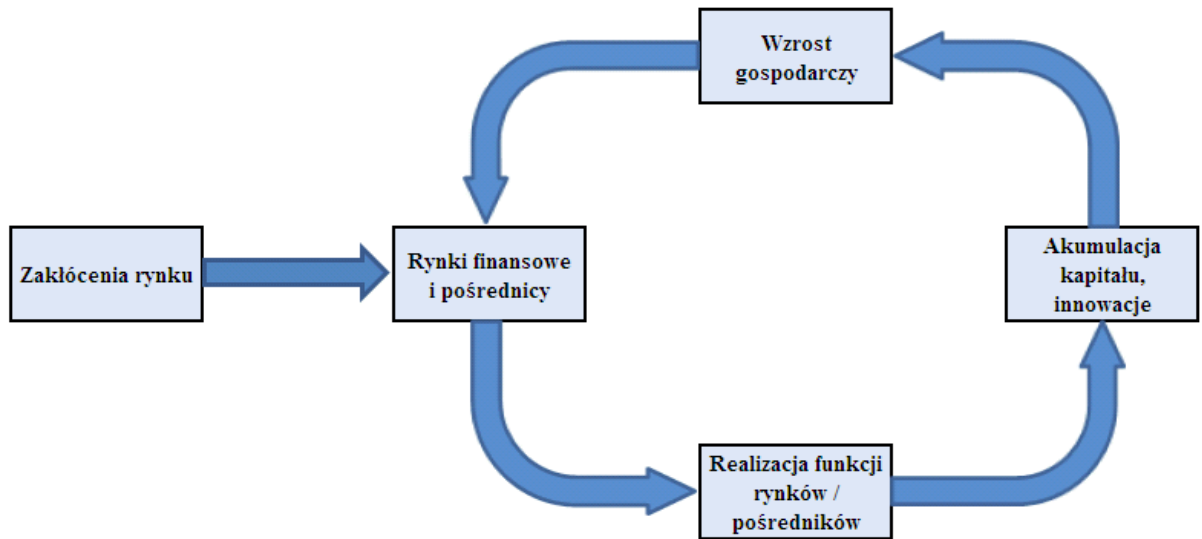 Wzrost
gospodarczy
Zakłócenia rynku
Rynki finansowe
i pośrednicy
Akumulacja
kapitału,
innowacje
Realizacja funkcji
rynków /
pośredników